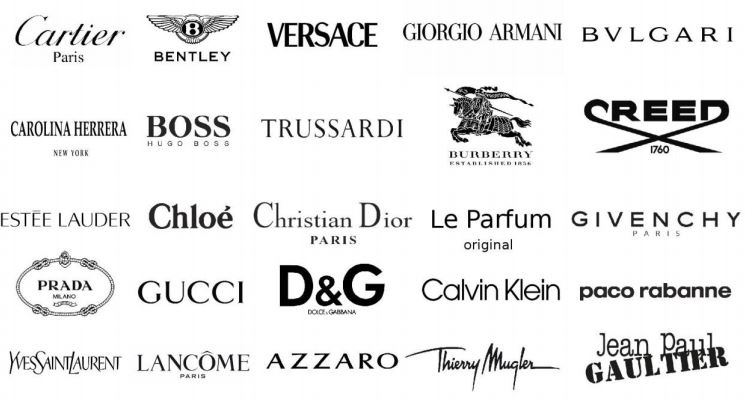 Cartier
Paris
B
BENTLEY
VERSACE
GIORGIO ARMANI
BVLGARI
CAROLINA HERRERA
NEW YORK
BOSS
HUGO BOSS
TRUSSARDI
BURBERRY
ESTABLISHED 1856
CREED
1760
ESTĒE LAUDER
Chloé
Christian Dior
PARIS
Le Parfum
original
GIVENCHY
PARIS
PRADA
MILANO
GUCCI
D&G
DOLCE & GABBANA
Calvin Klein
paco rabanne
YVESSAINTLAURENT
LANCÔME
PARIS
AZZARO
Thierry Mugler
Jean Paul
GAULTIER